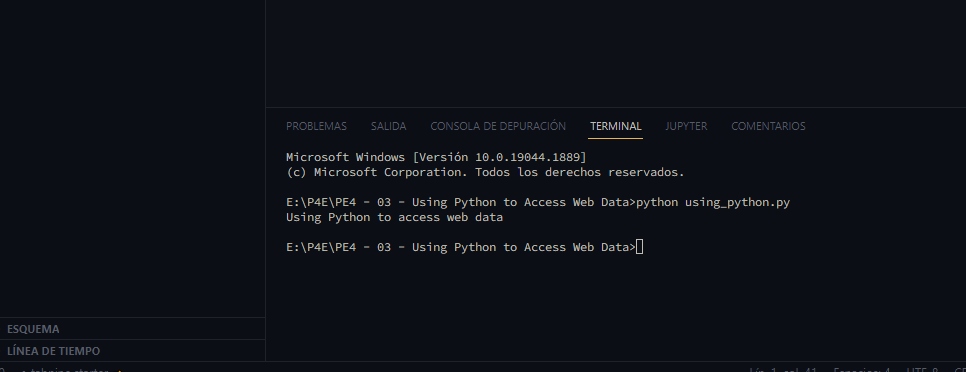 PROBLEMAS SALIDA CONSOLA DE DEPURACIÓN TERMINAL JUPYTER COMENTARIOS
Microsoft Windows [Versión 10.0.19044.1889]
(c) Microsoft Corporation. Todos los derechos reservados.
E:\P4E\PE4 - 03 - Using Python to Access Web Data>python using_python.py
Using Python to access web data
E:\P4E\PE4 - 03 - Using Python to Access Web Data>
ESQUEMA
LÍNEA DE TIEMPO